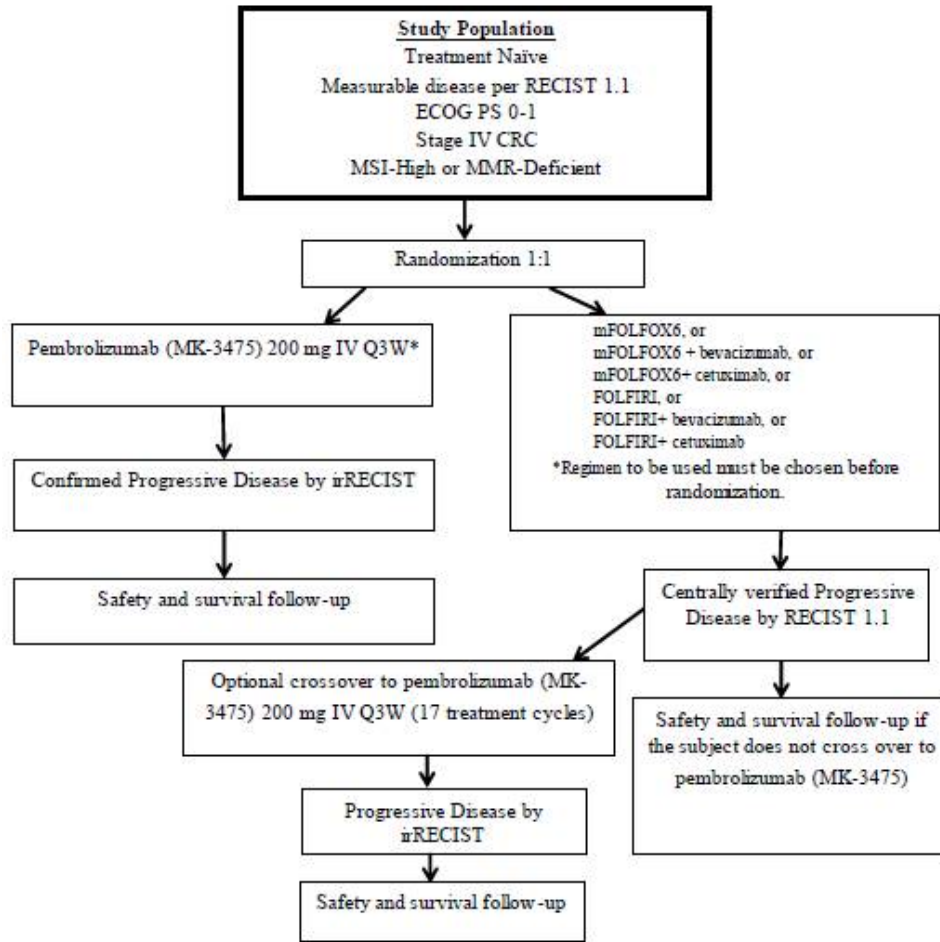 Study Population
Treatment Naïve
Measurable disease per RECIST 1.1
ECOG PS 0-1
Stage IV CRC
MSI-High or MMR-Deficient
Randomization 1:1
Pembrolizumab (MK-3475) 200 mg IV Q3W*
Confirmed Progressive Disease by irRECIST
Safety and survival follow-up
mFOLFOX6, or
mFOLFOX6 + bevacizumab, or
mFOLFOX6+ cetuximab, or
FOLFIRI, or
FOLFIRI+ bevacizumab, or
FOLFIRI+ cetuximab
*Regimen to be used must be chosen before
randomization.
Centrally verified Progressive
Disease by RECIST 1.1
Optional crossover to pembrolizumab (MK-
3475) 200 mg IV Q3W (17 treatment cycles)
Progressive Disease by
irRECIST
Safety and survival follow-up
Safety and survival follow-up if
the subject does not cross over to
pembrolizumab (MK-3475)